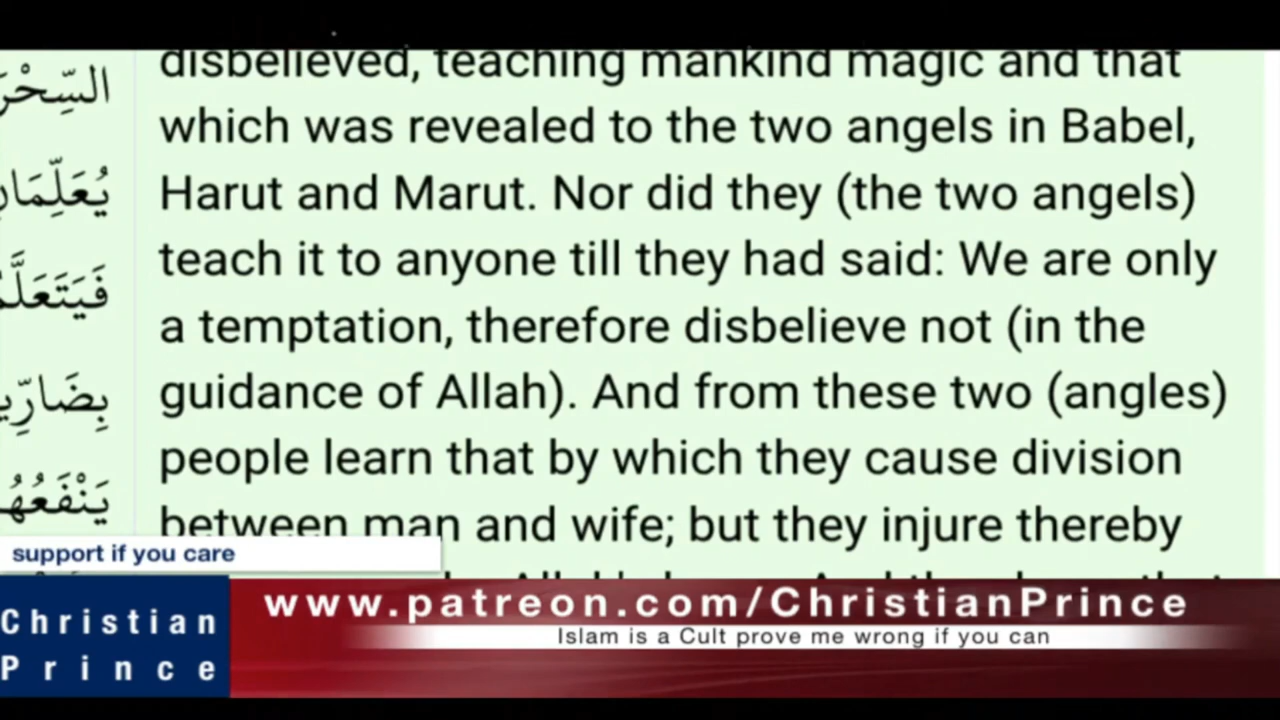 السِّحْرَ
disbelieved, teaching mankind magic and that
which was revealed to the two angels in Babel,
يُعَلِّمَانِ
Harut and Marut. Nor did they (the two angels)
teach it to anyone till they had said: We are only
a temptation, therefore disbelieve not (in the
guidance of Allah). And from these two (angles)
people learn that by which they cause division
between man and wife; but they injure thereby
support if you care
Christian
Prince
www.patreon.com/ChristianPrince
Islam is a Cult prove me wrong if you can